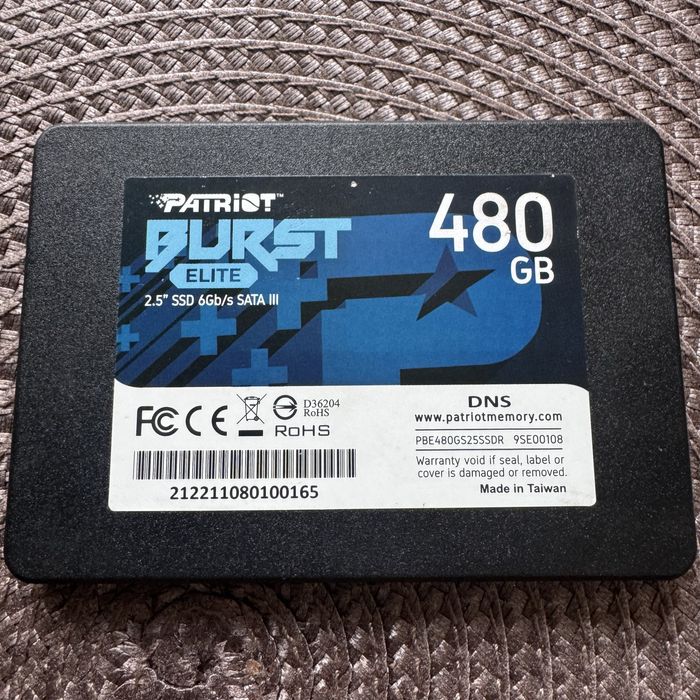 PATRIOT™
BURST
ELITE
2.5" SSD 6Gb/s SATA III
480
GB
FC CE
D36204
RoHS
RoHS
212211080100165
DNS
www.patriotmemory.com
PBE480GS25SSDR 9SE00108
Warranty void if seal, label or
cover is damaged or removed.
Made in Taiwan